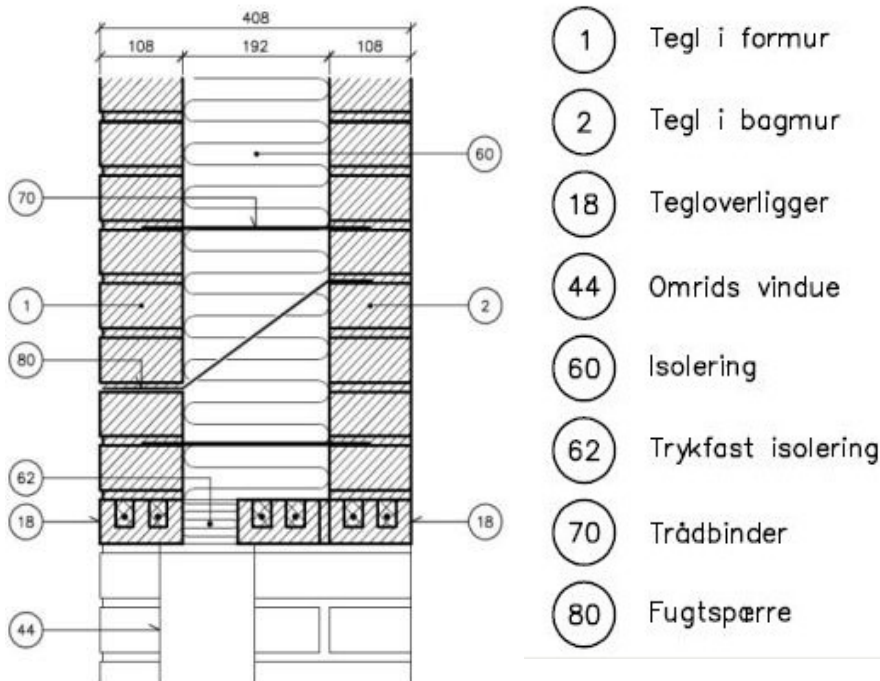 408
108 192 108
60
70
1
2
80
62
18
18
44
1 Tegl i formur
2 Tegl i bagmur
18 Tegloverligger
44 Omrids vindue
60 Isolering
62 Trykfast isolering
70 Trådbinder
80 Fugtspærre